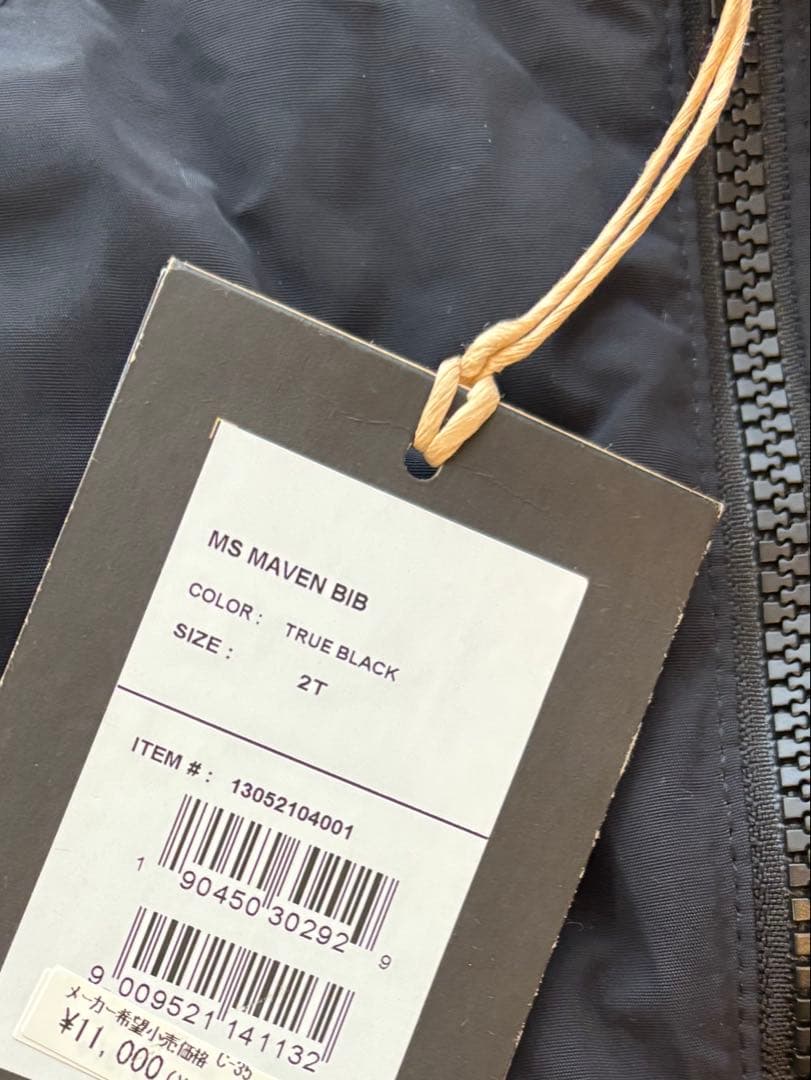 MS MAVEN BIB
COLOR : TRUE BLACK
SIZE : 2T
ITEM # : 13052104001
1 90450 30292 9
9 009521 141132
メーカー希望小売価格 C-35
¥11,000